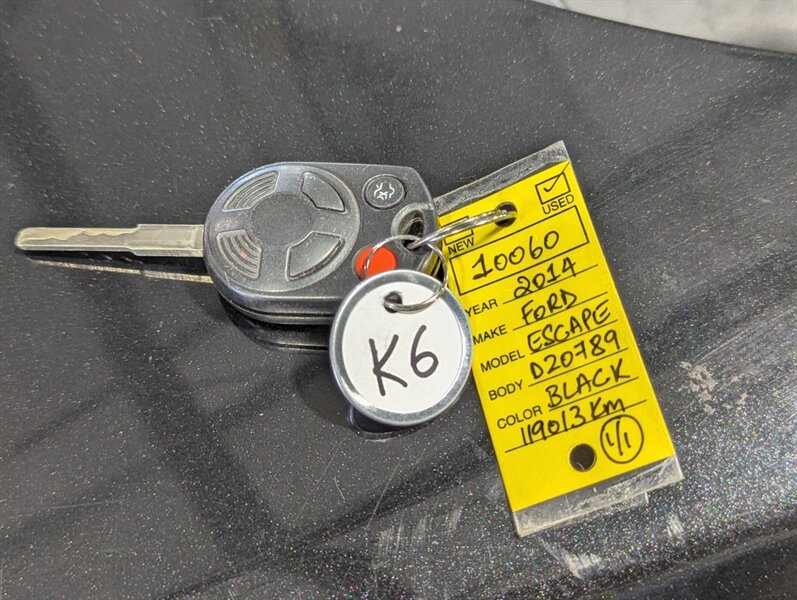 K6
USED
NEW
10060
YEAR 2014
MAKE FORD
MODEL ESCAPE
BODY D20789
COLOR BLACK
119013 Km
1/1